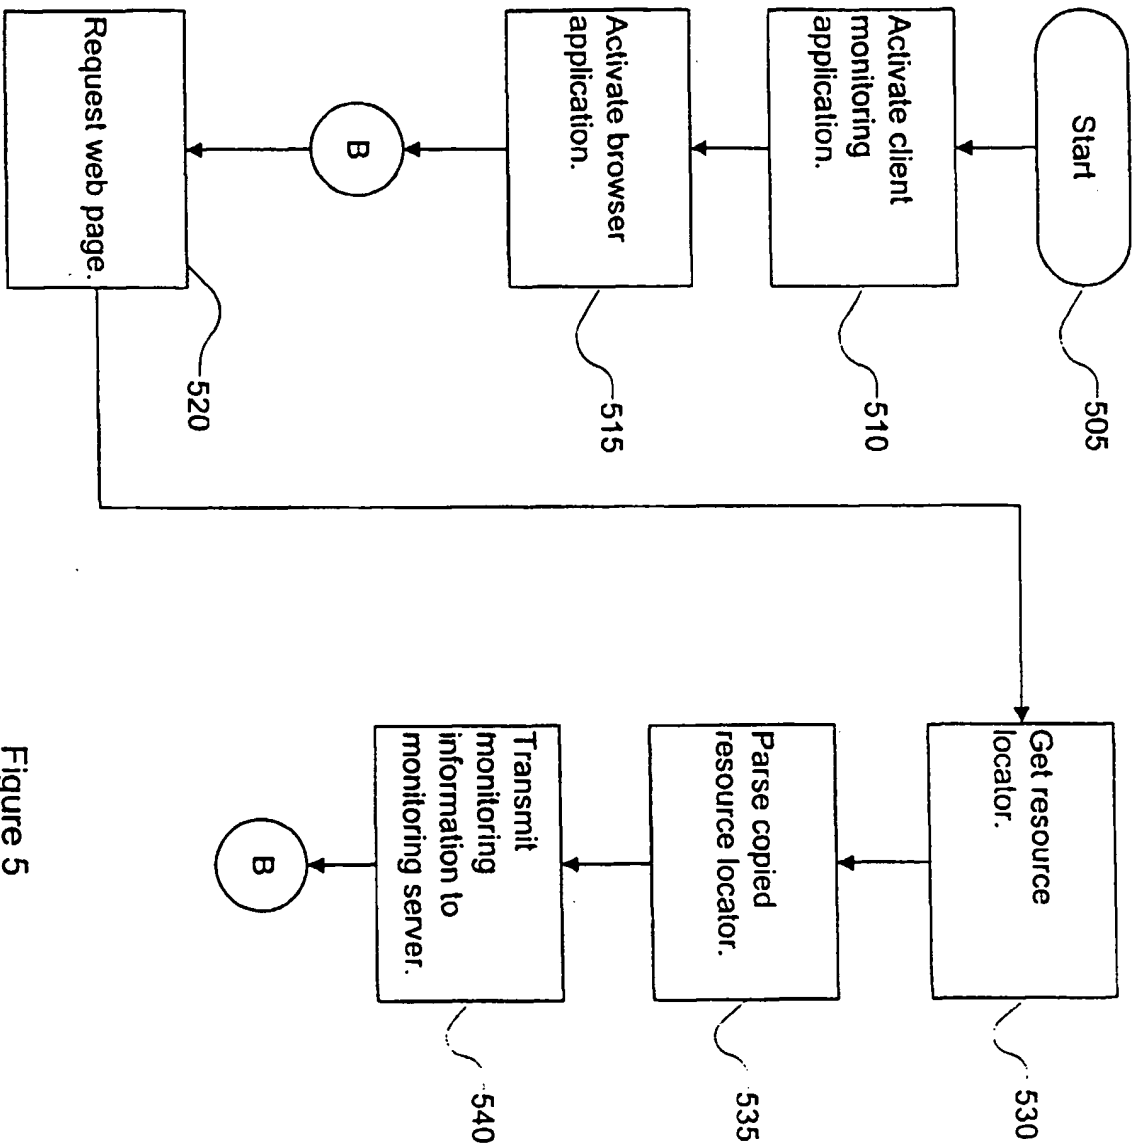 Start
505
Activate client
monitoring
application.
510
Activate browser
application.
515
B
Request web page.
520
Get resource
locator.
530
Parse copied
resource locator.
535
Transmit
monitoring
information to
monitoring server.
540
B
Figure 5